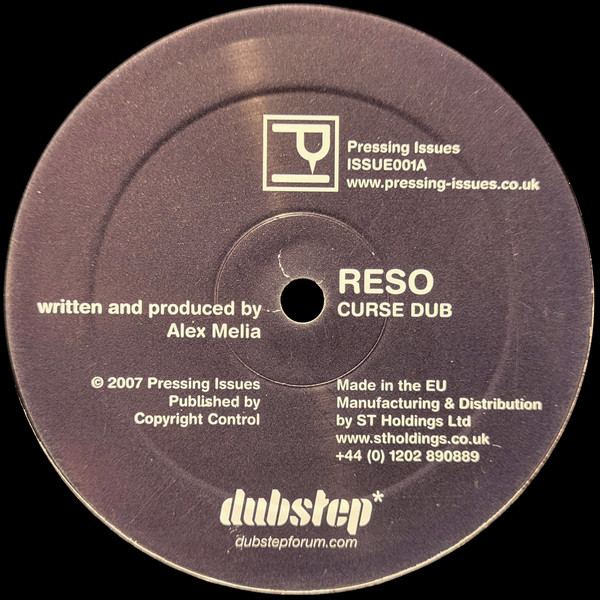 Pressing Issues
ISSUE001A
www.pressing-issues.co.uk
RESO
CURSE DUB
written and produced by
Alex Melia
© 2007 Pressing Issues
Published by
Copyright Control
Made in the EU
Manufacturing & Distribution
by ST Holdings Ltd
www.stholdings.co.uk
+44 (0) 1202 890889
dubstep*
dubstepforum.com